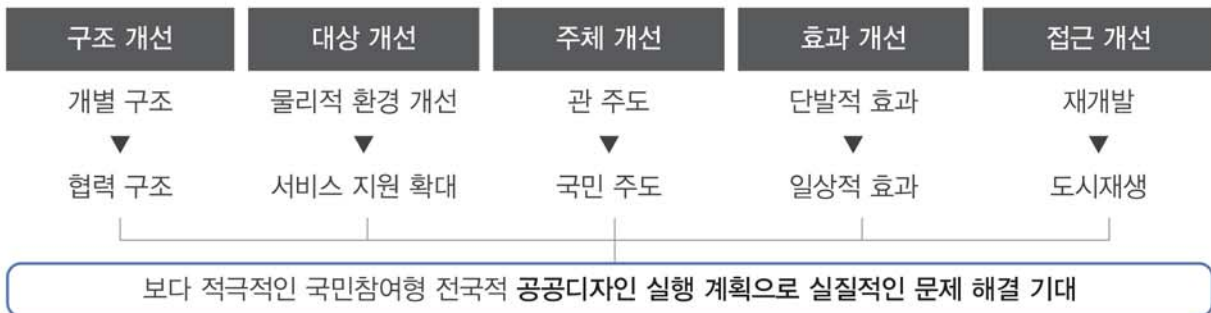 구조 개선 대상 개선 주체 개선 효과 개선 접근 개선
개별 구조 물리적 환경 개선 관 주도 단발적 효과 재개발
▼ ▼ ▼ ▼ ▼
협력 구조 서비스 지원 확대 국민 주도 일상적 효과 도시재생
보다 적극적인 국민참여형 전국적 공공디자인 실행 계획으로 실질적인 문제 해결 기대